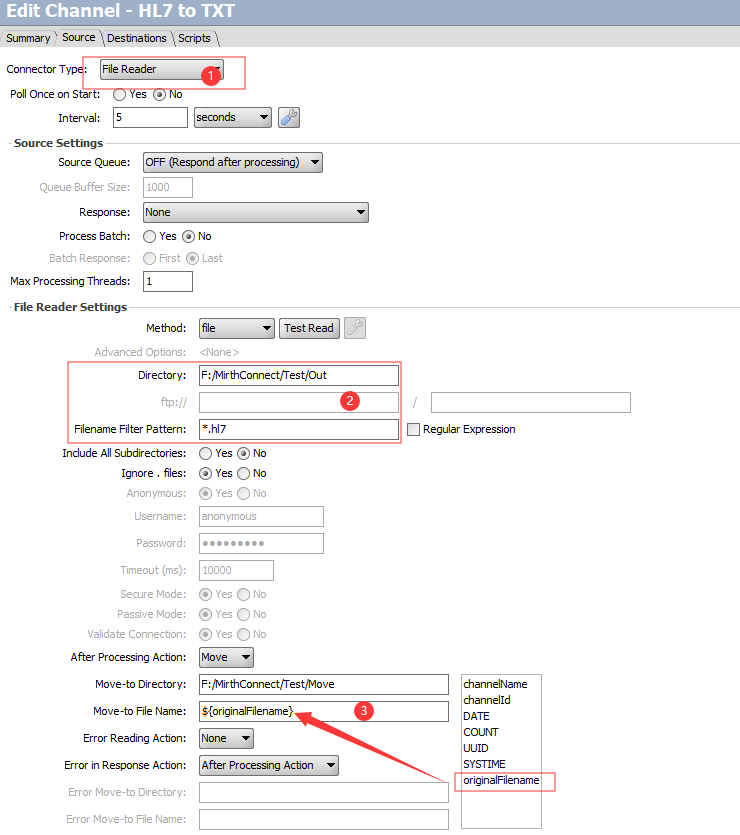 Edit Channel - HL7 to TXT
Summary Source Destinations Scripts
Connector Type: File Reader 1
Poll Once on Start: Yes No
Interval: 5 seconds
Source Settings
Source Queue: OFF (Respond after processing)
Queue Buffer Size: 1000
Response: None
Process Batch: Yes No
Batch Response: First Last
Max Processing Threads: 1
File Reader Settings
Method: file Test Read
Advanced Options: <None>
Directory: F:/MirthConnect/Test/Out
ftp:// 2 /
Filename Filter Pattern: *.hl7 Regular Expression
Include All Subdirectories: Yes No
Ignore . files: Yes No
Anonymous: Yes No
Username: anonymous
Password:
Timeout (ms): 10000
Secure Mode: Yes No
Passive Mode: Yes No
Validate Connection: Yes No
After Processing Action: Move
Move-to Directory: F:/MirthConnect/Test/Move channelName
channelId
Move-to File Name: ${originalFilename} 3 DATE
COUNT
Error Reading Action: None UUID
Error in Response Action: After Processing Action SYSTIME
originalFilename
Error Move-to Directory:
Error Move-to File Name: